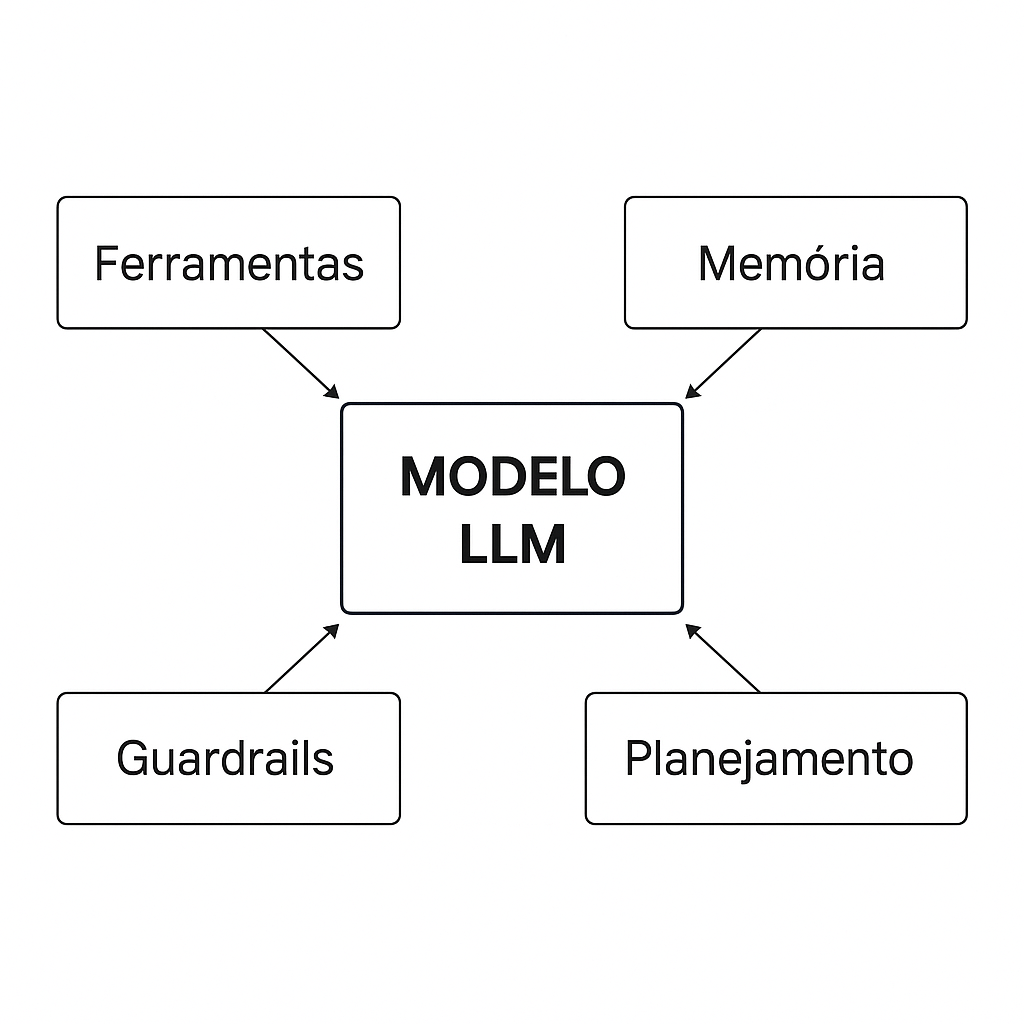 Ferramentas
Memória
MODELO
LLM
Guardrails
Planejamento